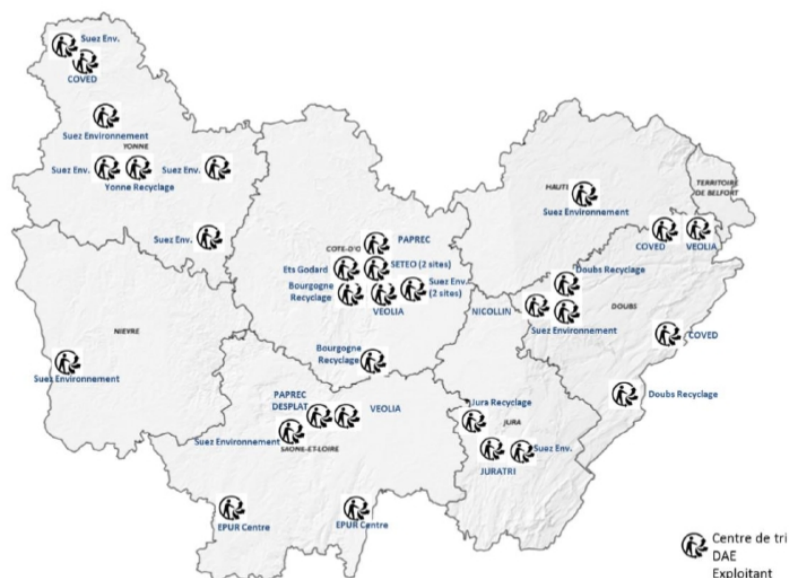 Suez Env.
COVED
Suez Environnement
YONNE
Suez Env.
Suez Env.
Yonne Recyclage
Suez Env.
NIEVRE
Suez Environnement
COTE-D'O
PAPREC
Ets Godard
SETEO (2 sites)
Bourgogne
Recyclage
Suez Env.
(2 sites)
VEOLIA
Bourgogne
Recyclage
HAUTI
Suez Environnement
TERRITOIRE
DE BELFORT
COVED
VEOLIA
Doubs Recyclage
NICOLLIN
DOUBS
Suez Environnement
COVED
Doubs Recyclage
PAPREC
DESPLAT
VEOLIA
Suez Environnement
SAONE-ET-LOIRE
EPUR Centre
EPUR Centre
Jura Recyclage
JURA
Suez Env.
JURATRI
Centre de tri
DAE
Exploitant